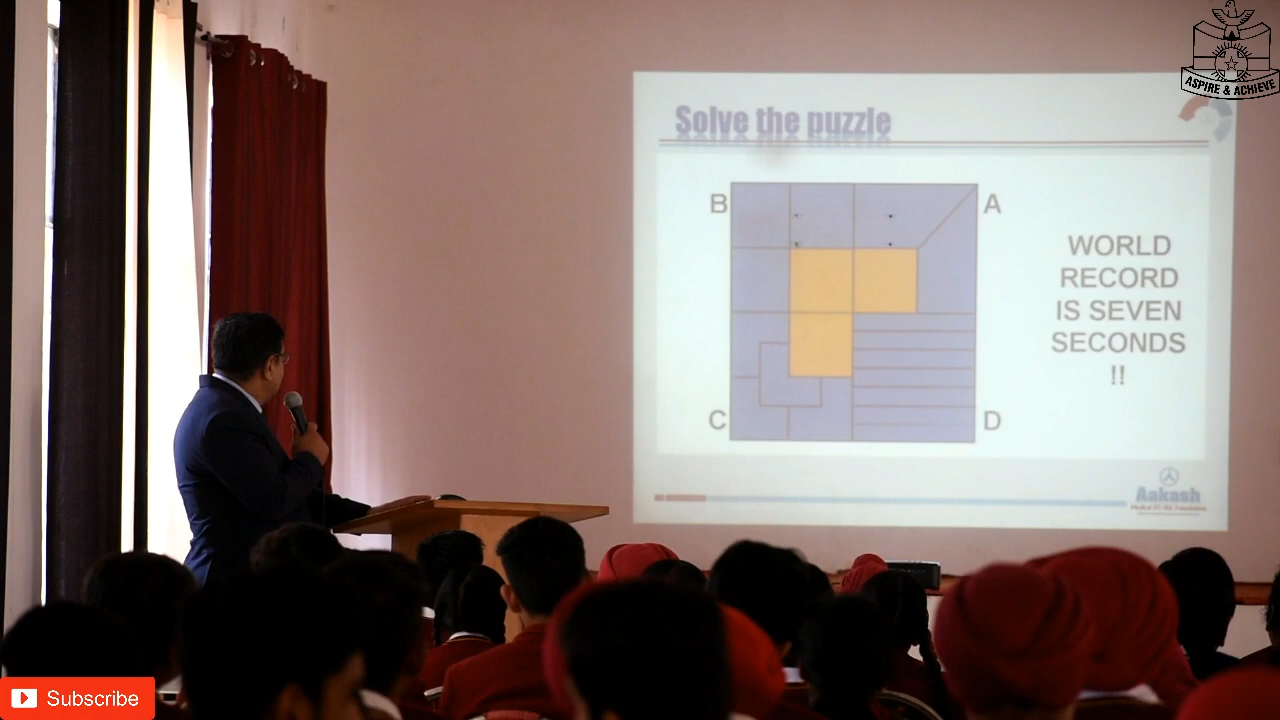 ASPIRE & ACHIEVE
Solve the puzzle
B
A
WORLD
RECORD
IS SEVEN
SECONDS
!!
C
D
Aakash
Subscribe